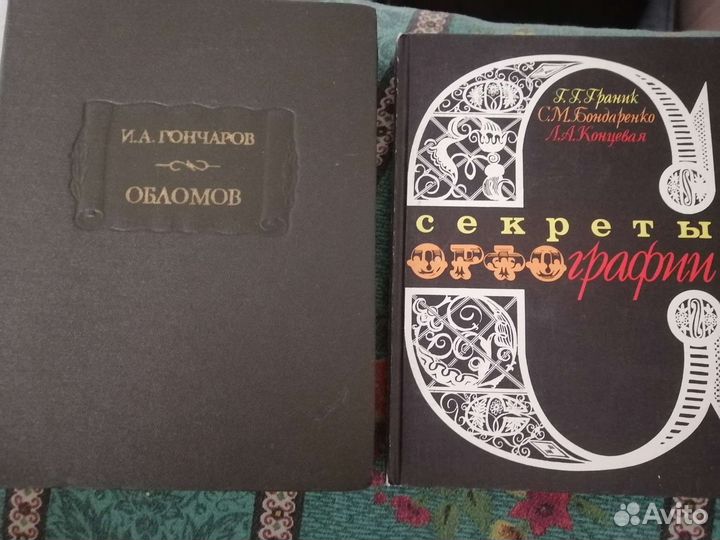 И.А. ГОНЧАРОВ
ОБЛОМОВ
Г.Г.Граник
С.М.Бондаренко
Л.А.Концевая
секреты
ОРФОграфии
Avito